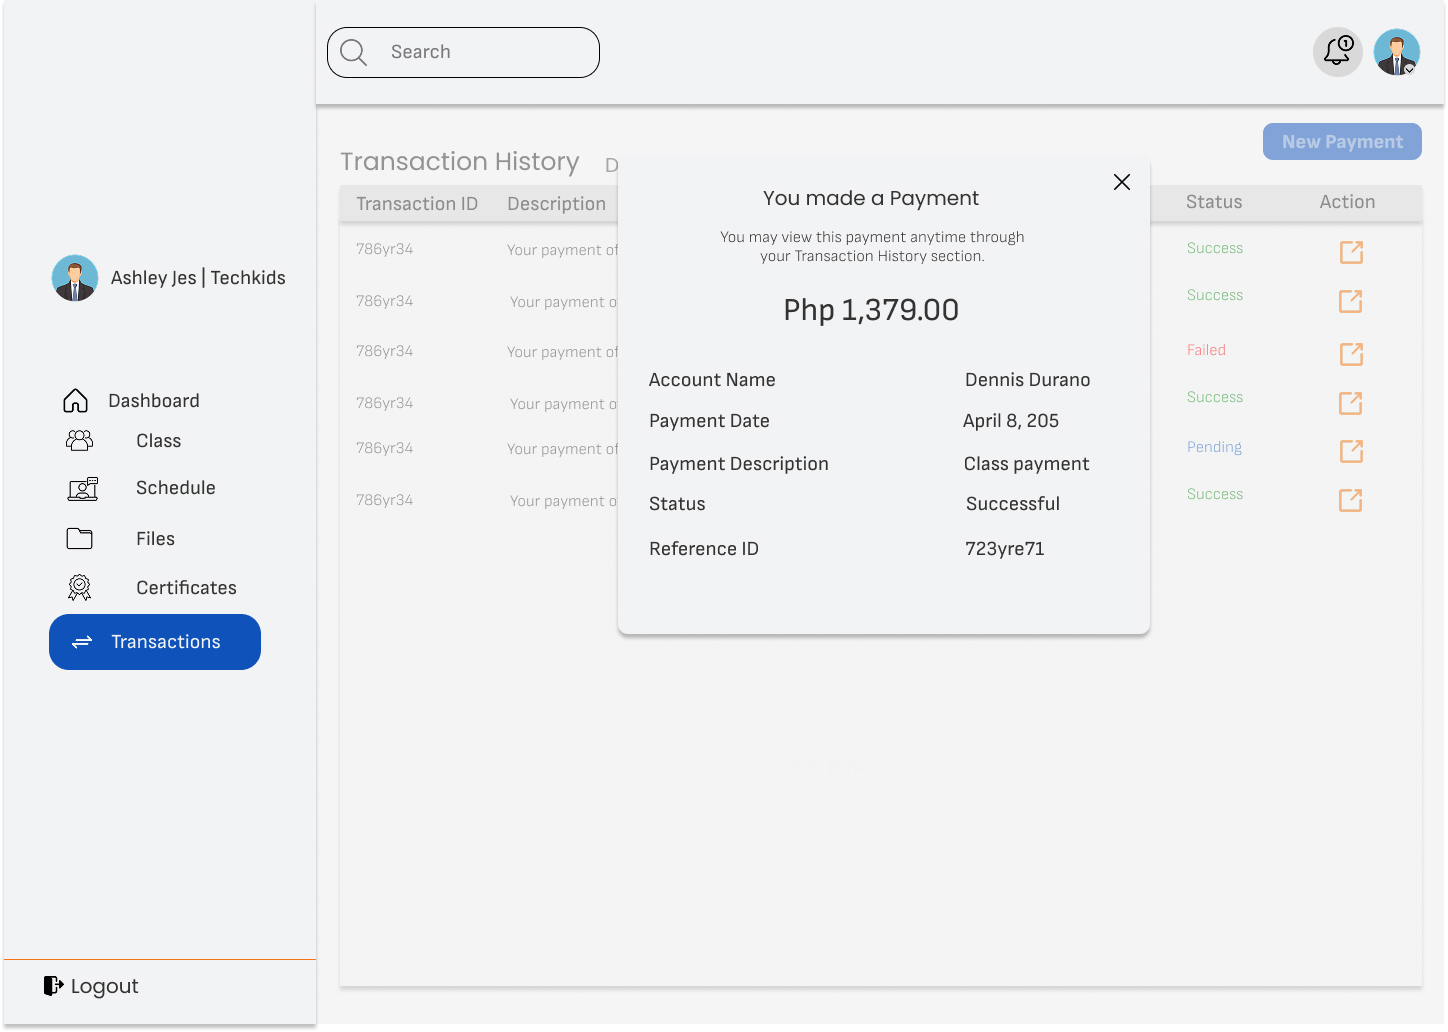 Search
1
New Payment
Transaction History D
Transaction ID Description Status Action
786yr34 Your payment of Success
786yr34 Your payment o Success
786yr34 Your payment of Failed
786yr34 Your payment o Success
786yr34 Your payment of Pending
786yr34 Your payment o Success
You made a Payment
You may view this payment anytime through
your Transaction History section.
Php 1,379.00
Account Name Dennis Durano
Payment Date April 8, 205
Payment Description Class payment
Status Successful
Reference ID 723yre71
Ashley Jes | Techkids
Dashboard
Class
Schedule
Files
Certificates
Transactions
Logout